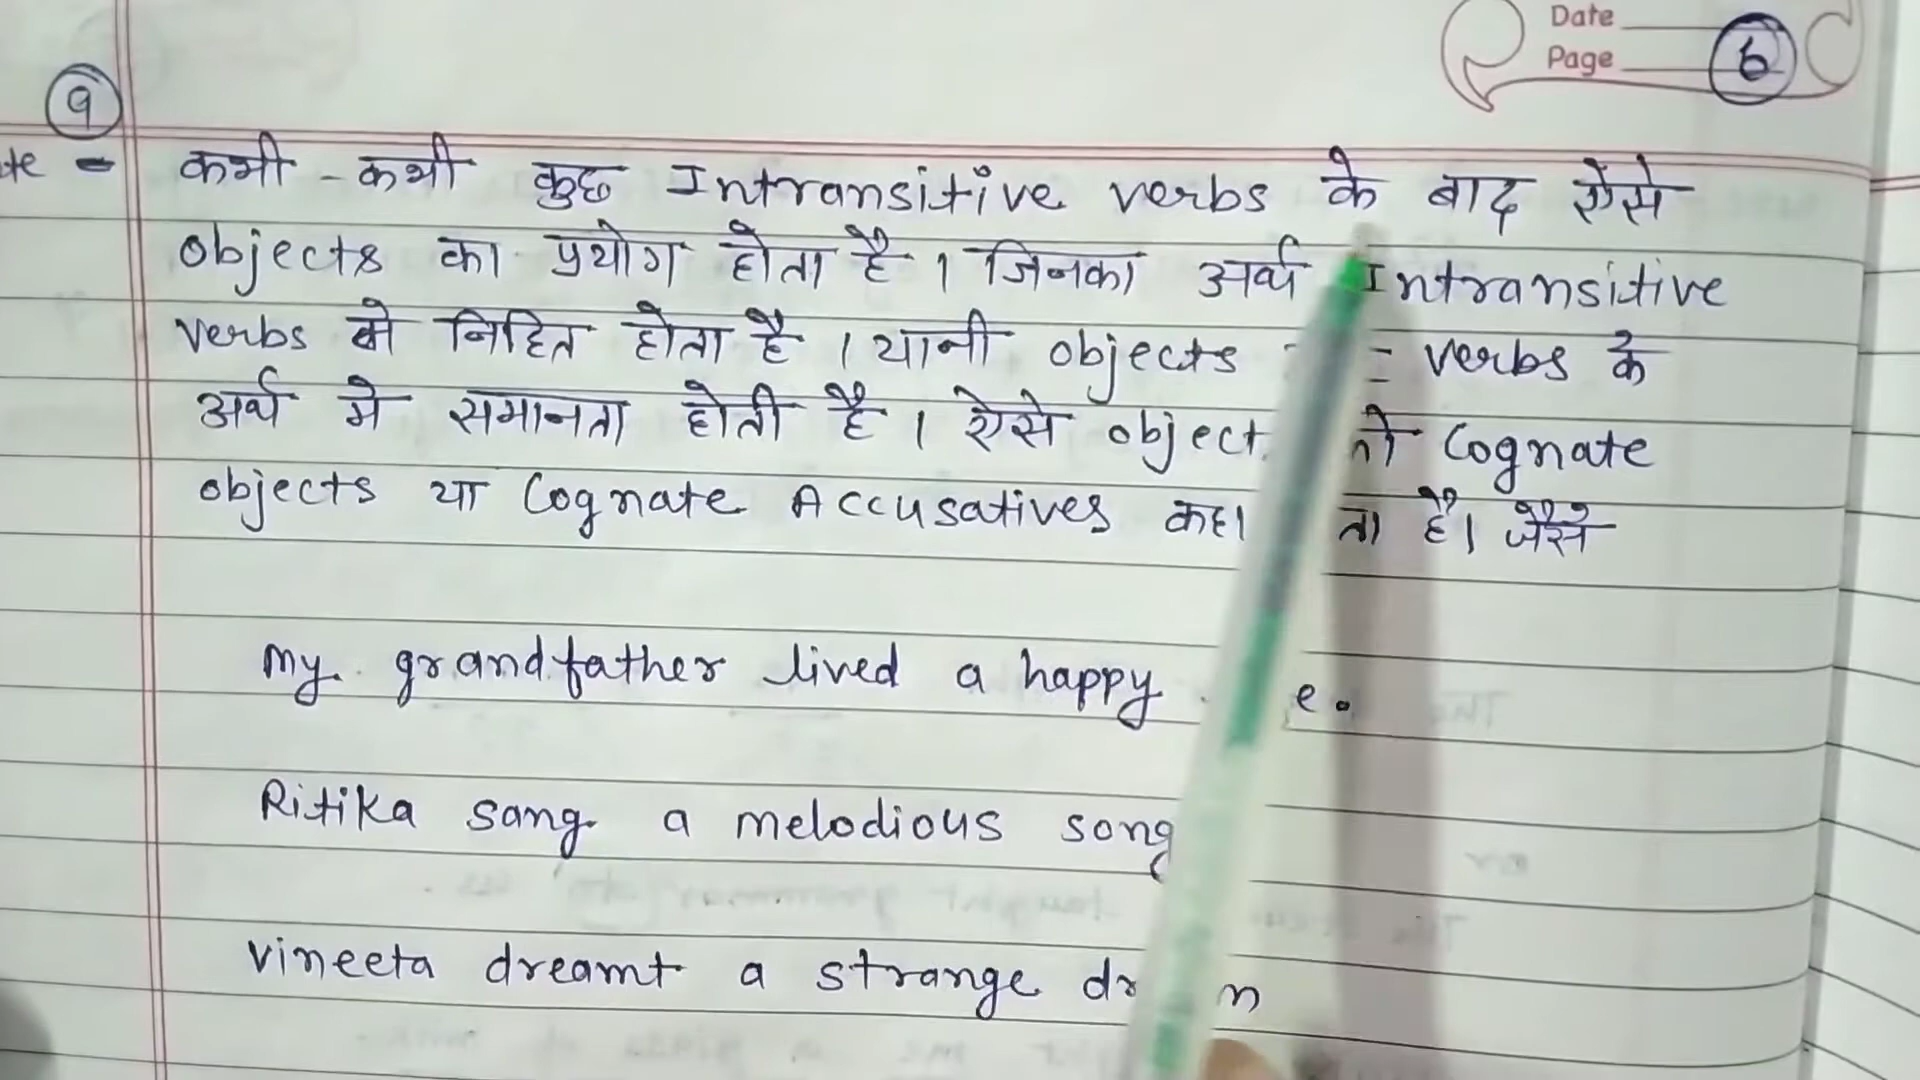 Date
Page 6
9
कभी - कभी कुछ Intransitive verbs के बाद ऐसे
objects का प्रयोग होता है । जिनका अर्थ Intransitive
verbs मे निहित होता है । यानी objects verbs के
अर्थ मे समानता होती है । ऐसे object Cognate
objects या Cognate Accusatives कहा है। जैसे
My grandfather lived a happy
Ritika sang a melodious song
Vineeta dreamt a strange